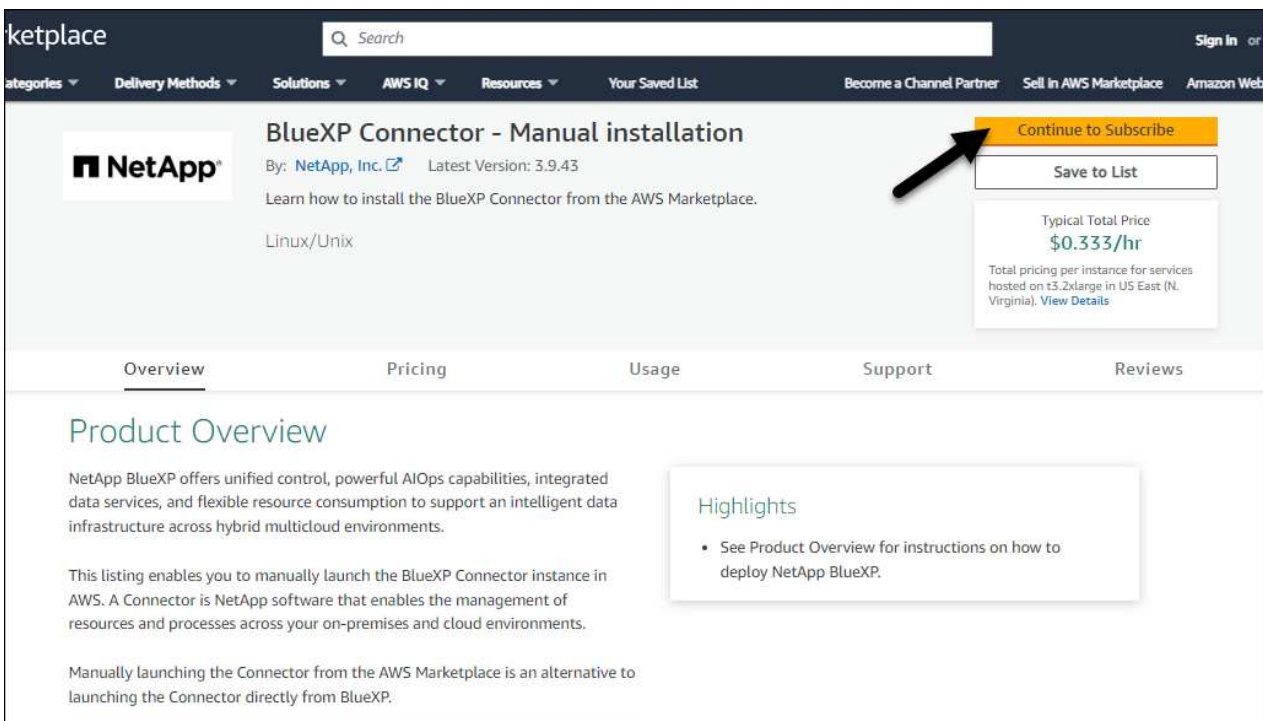 ketplace
Search
Sign in or
ategories Delivery Methods Solutions AWS IQ Resources Your Saved List Become a Channel Partner Sell in AWS Marketplace Amazon Web
NetApp
BlueXP Connector - Manual installation
By: NetApp, Inc. Latest Version: 3.9.43
Learn how to install the BlueXP Connector from the AWS Marketplace.
Linux/Unix
Continue to Subscribe
Save to List
Typical Total Price
$0.333/hr
Total pricing per instance for services
hosted on t3.2xlarge in US East (N.
Virginia). View Details
Overview Pricing Usage Support Reviews
Product Overview
NetApp BlueXP offers unified control, powerful AIOps capabilities, integrated
data services, and flexible resource consumption to support an intelligent data
infrastructure across hybrid multicloud environments.
This listing enables you to manually launch the BlueXP Connector instance in
AWS. A Connector is NetApp software that enables the management of
resources and processes across your on-premises and cloud environments.
Manually launching the Connector from the AWS Marketplace is an alternative to
launching the Connector directly from BlueXP.
Highlights
• See Product Overview for instructions on how to
deploy NetApp BlueXP.